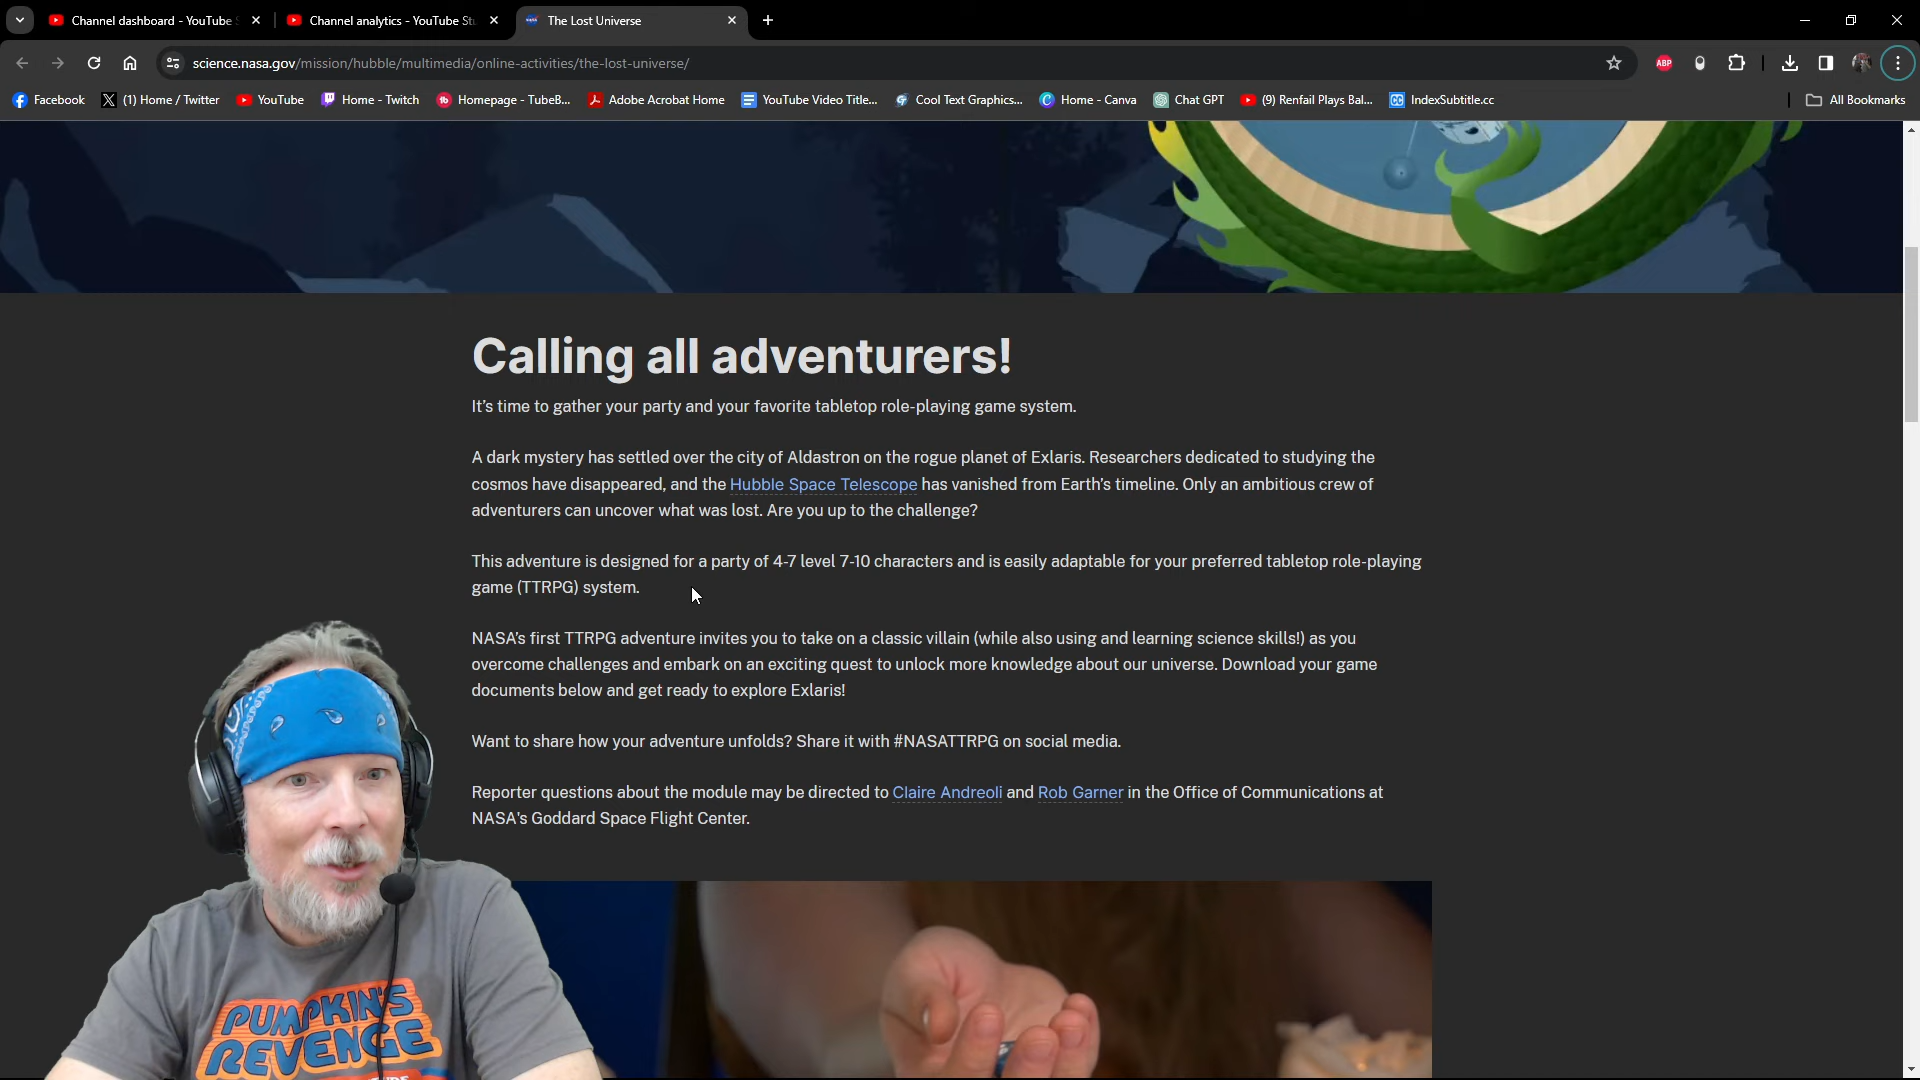 Channel dashboard - YouTube S
Channel analytics - YouTube Stu
The Lost Universe
science.nasa.gov/mission/hubble/multimedia/online-activities/the-lost-universe/
ABP
Facebook
(1) Home / Twitter
YouTube
Home - Twitch
Homepage - TubeB...
Adobe Acrobat Home
YouTube Video Title...
Cool Text Graphics...
Home - Canva
Chat GPT
(9) Renfail Plays Bal...
CC IndexSubtitle.cc
All Bookmarks
Calling all adventurers!
It's time to gather your party and your favorite tabletop role-playing game system.
A dark mystery has settled over the city of Aldastron on the rogue planet of Exlaris. Researchers dedicated to studying the
cosmos have disappeared, and the Hubble Space Telescope has vanished from Earth's timeline. Only an ambitious crew of
adventurers can uncover what was lost. Are you up to the challenge?
This adventure is designed for a party of 4-7 level 7-10 characters and is easily adaptable for your preferred tabletop role-playing
game (TTRPG) system.
NASA's first TTRPG adventure invites you to take on a classic villain (while also using and learning science skills!) as you
overcome challenges and embark on an exciting quest to unlock more knowledge about our universe. Download your game
documents below and get ready to explore Exlaris!
Want to share how your adventure unfolds? Share it with #NASATTRPG on social media.
Reporter questions about the module may be directed to Claire Andreoli and Rob Garner in the Office of Communications at
NASA's Goddard Space Flight Center.
PUMPKIN'S
REVENGE